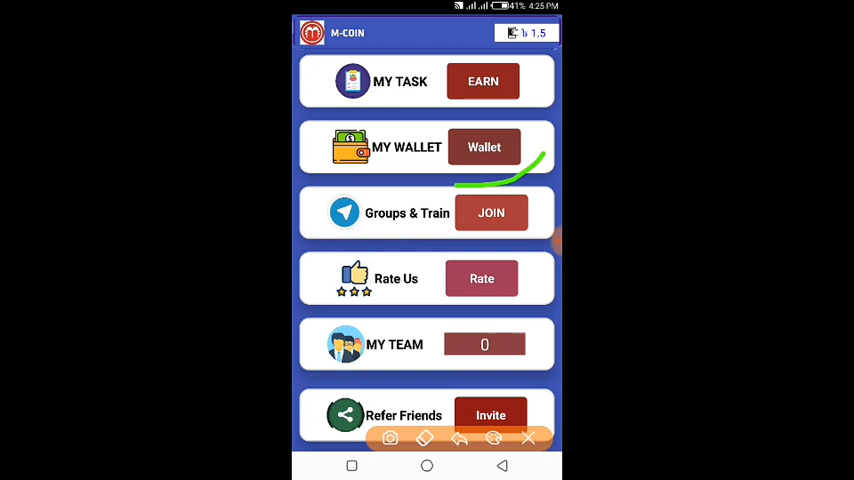 41% 4:25 PM
M-COIN ৳ 1.5
MY TASK EARN
MY WALLET Wallet
Groups & Train JOIN
Rate Us Rate
MY TEAM 0
Refer Friends Invite